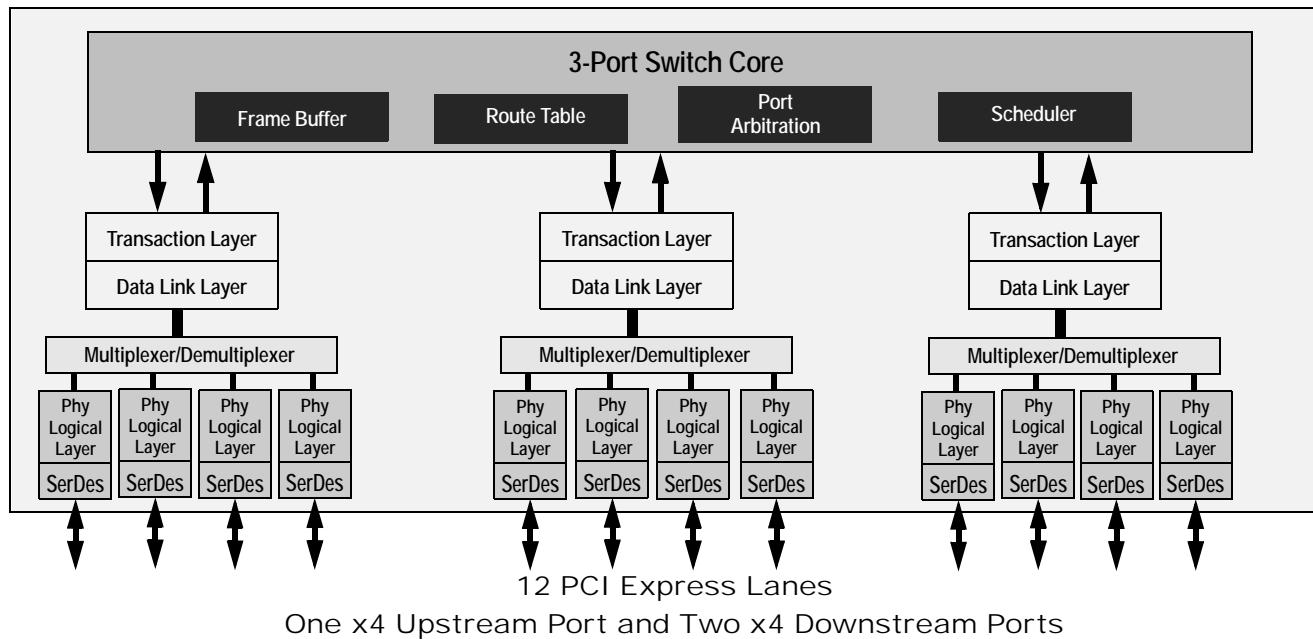 3-Port Switch Core
Frame Buffer
Route Table
Port
Arbitration
Scheduler
Transaction Layer
Data Link Layer
Multiplexer/Demultiplexer
Phy
Logical
Layer
SerDes
Phy
Logical
Layer
SerDes
Phy
Logical
Layer
SerDes
Phy
Logical
Layer
SerDes
Transaction Layer
Data Link Layer
Multiplexer/Demultiplexer
Phy
Logical
Layer
SerDes
Phy
Logical
Layer
SerDes
Phy
Logical
Layer
SerDes
Phy
Logical
Layer
SerDes
Transaction Layer
Data Link Layer
Multiplexer/Demultiplexer
Phy
Logical
Layer
SerDes
Phy
Logical
Layer
SerDes
Phy
Logical
Layer
SerDes
Phy
Logical
Layer
SerDes
12 PCI Express Lanes
One x4 Upstream Port and Two x4 Downstream Ports